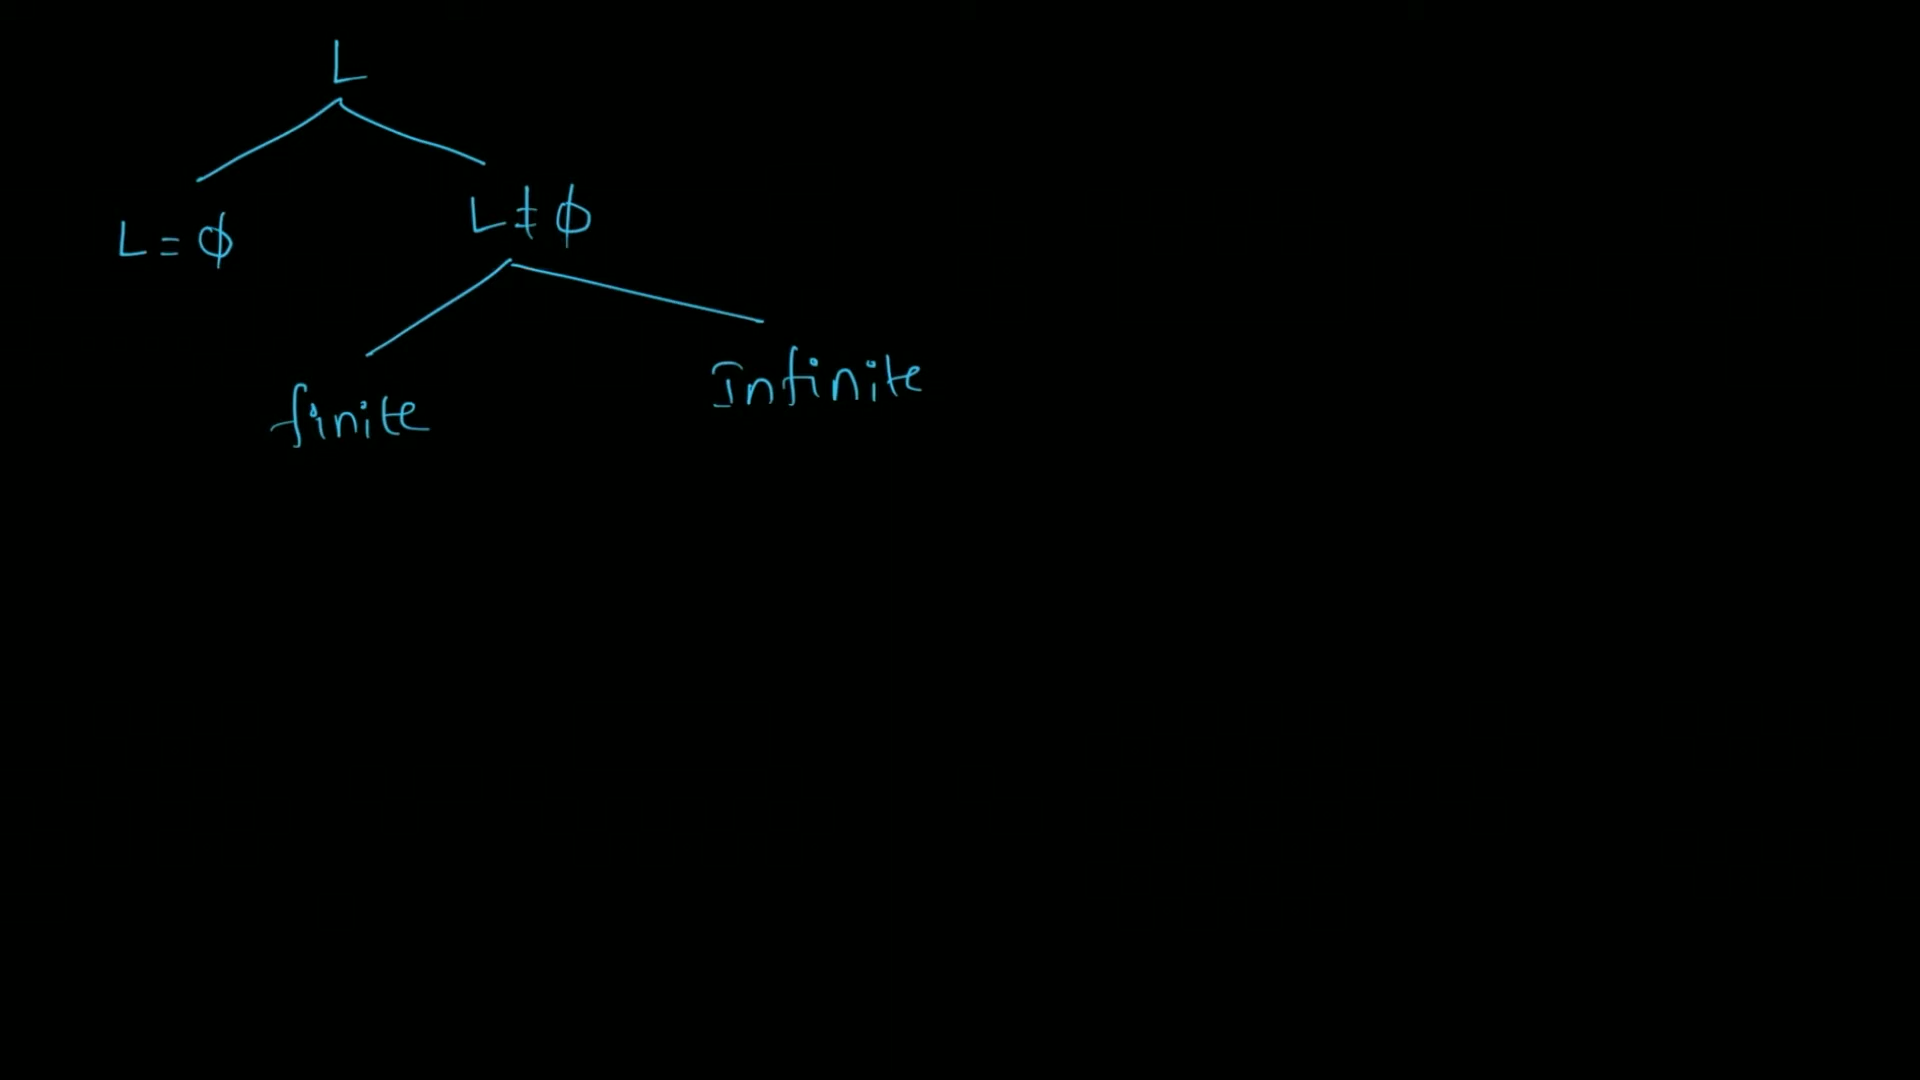 L
L = ϕ
L ≠ ϕ
finite
Infinite